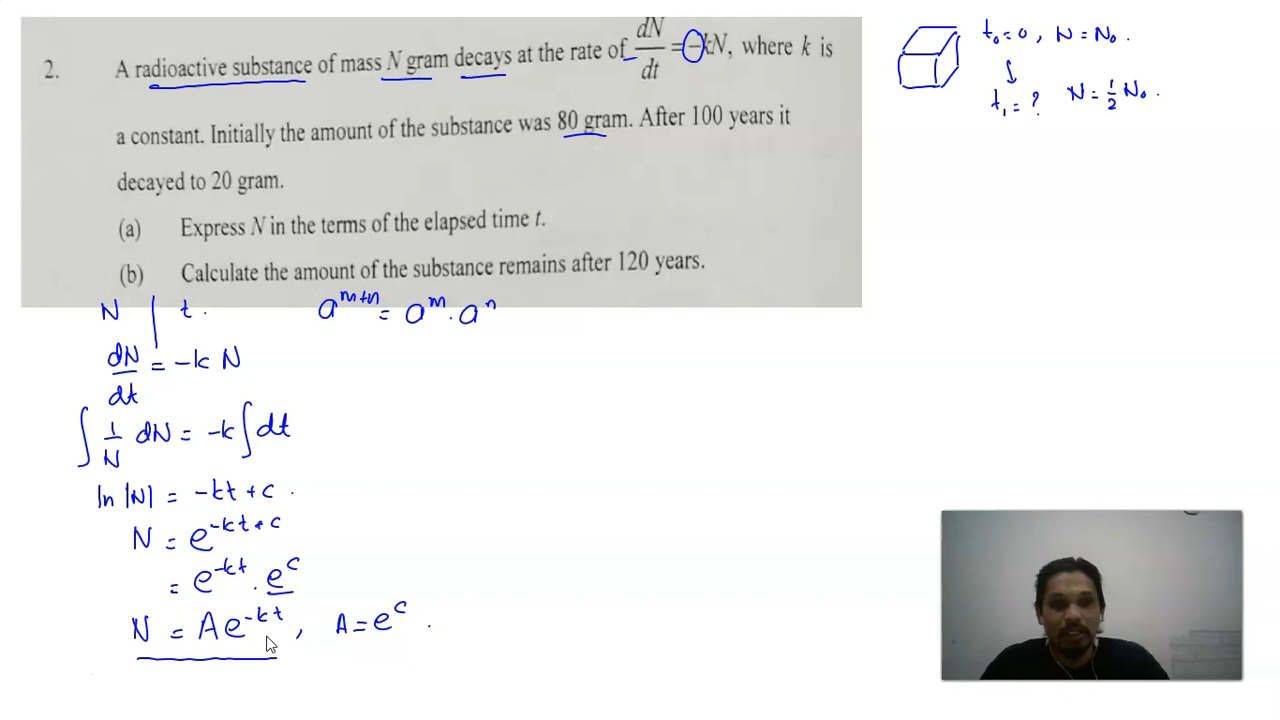 2. A radioactive substance of mass N gram decays at the rate of dN/dt = -kN, where k is
a constant. Initially the amount of the substance was 80 gram. After 100 years it
decayed to 20 gram.
(a) Express N in the terms of the elapsed time t.
(b) Calculate the amount of the substance remains after 120 years.
t₀ = 0, N = N₀.
↓
t₁ = ? N = 1/2 N₀.
N | t.
a^(m+n) = a^m · a^n
dN/dt = -k N
∫ 1/N dN = -k ∫ dt
ln |N| = -kt + c.
N = e^(-kt + c)
= e^(-kt) . e^c
N = Ae^(-kt), A = e^c.